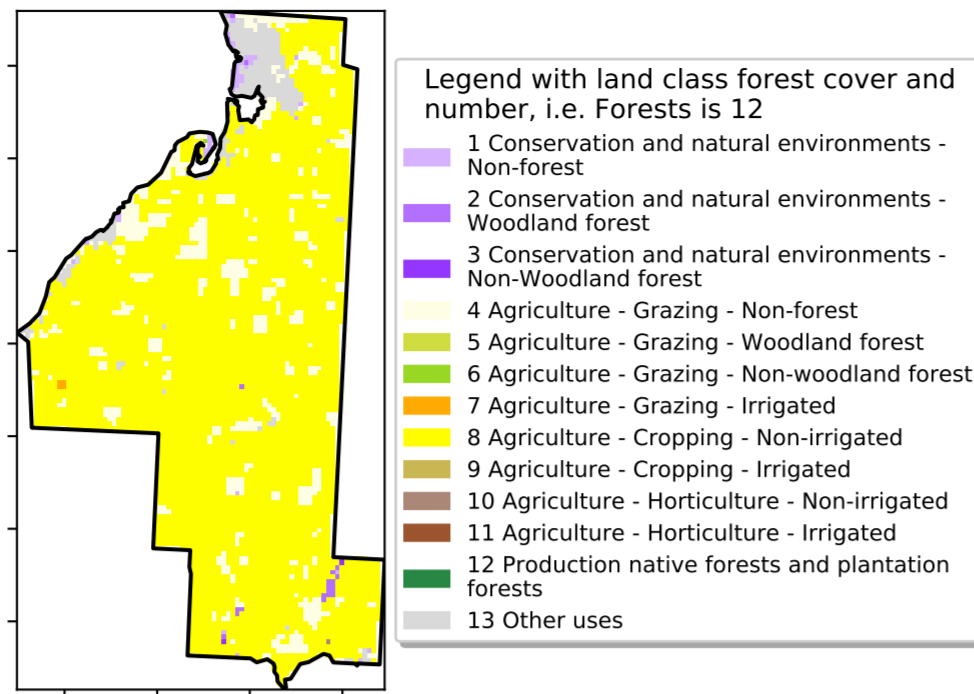 Legend with land class forest cover and
number, i.e. Forests is 12
1 Conservation and natural environments -
Non-forest
2 Conservation and natural environments -
Woodland forest
3 Conservation and natural environments -
Non-Woodland forest
4 Agriculture - Grazing - Non-forest
5 Agriculture - Grazing - Woodland forest
6 Agriculture - Grazing - Non-woodland forest
7 Agriculture - Grazing - Irrigated
8 Agriculture - Cropping - Non-irrigated
9 Agriculture - Cropping - Irrigated
10 Agriculture - Horticulture - Non-irrigated
11 Agriculture - Horticulture - Irrigated
12 Production native forests and plantation
forests
13 Other uses